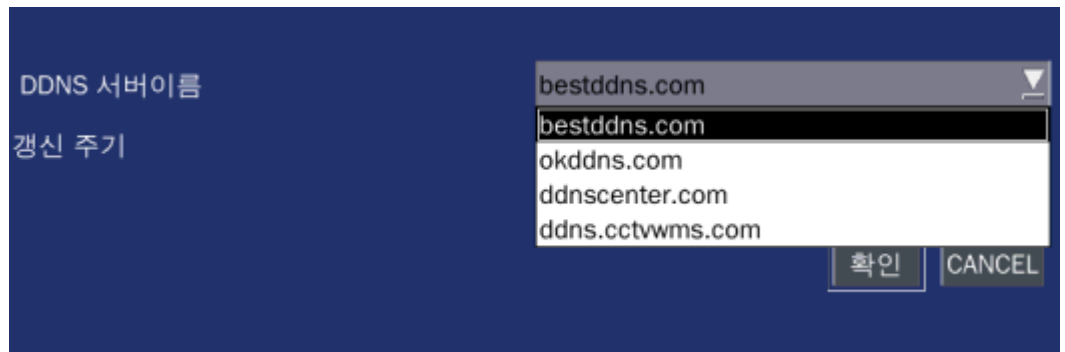 DDNS 서버이름
bestddns.com
bestddns.com
갱신 주기
okddns.com
ddnscenter.com
ddns.cctvwms.com
확인
CANCEL